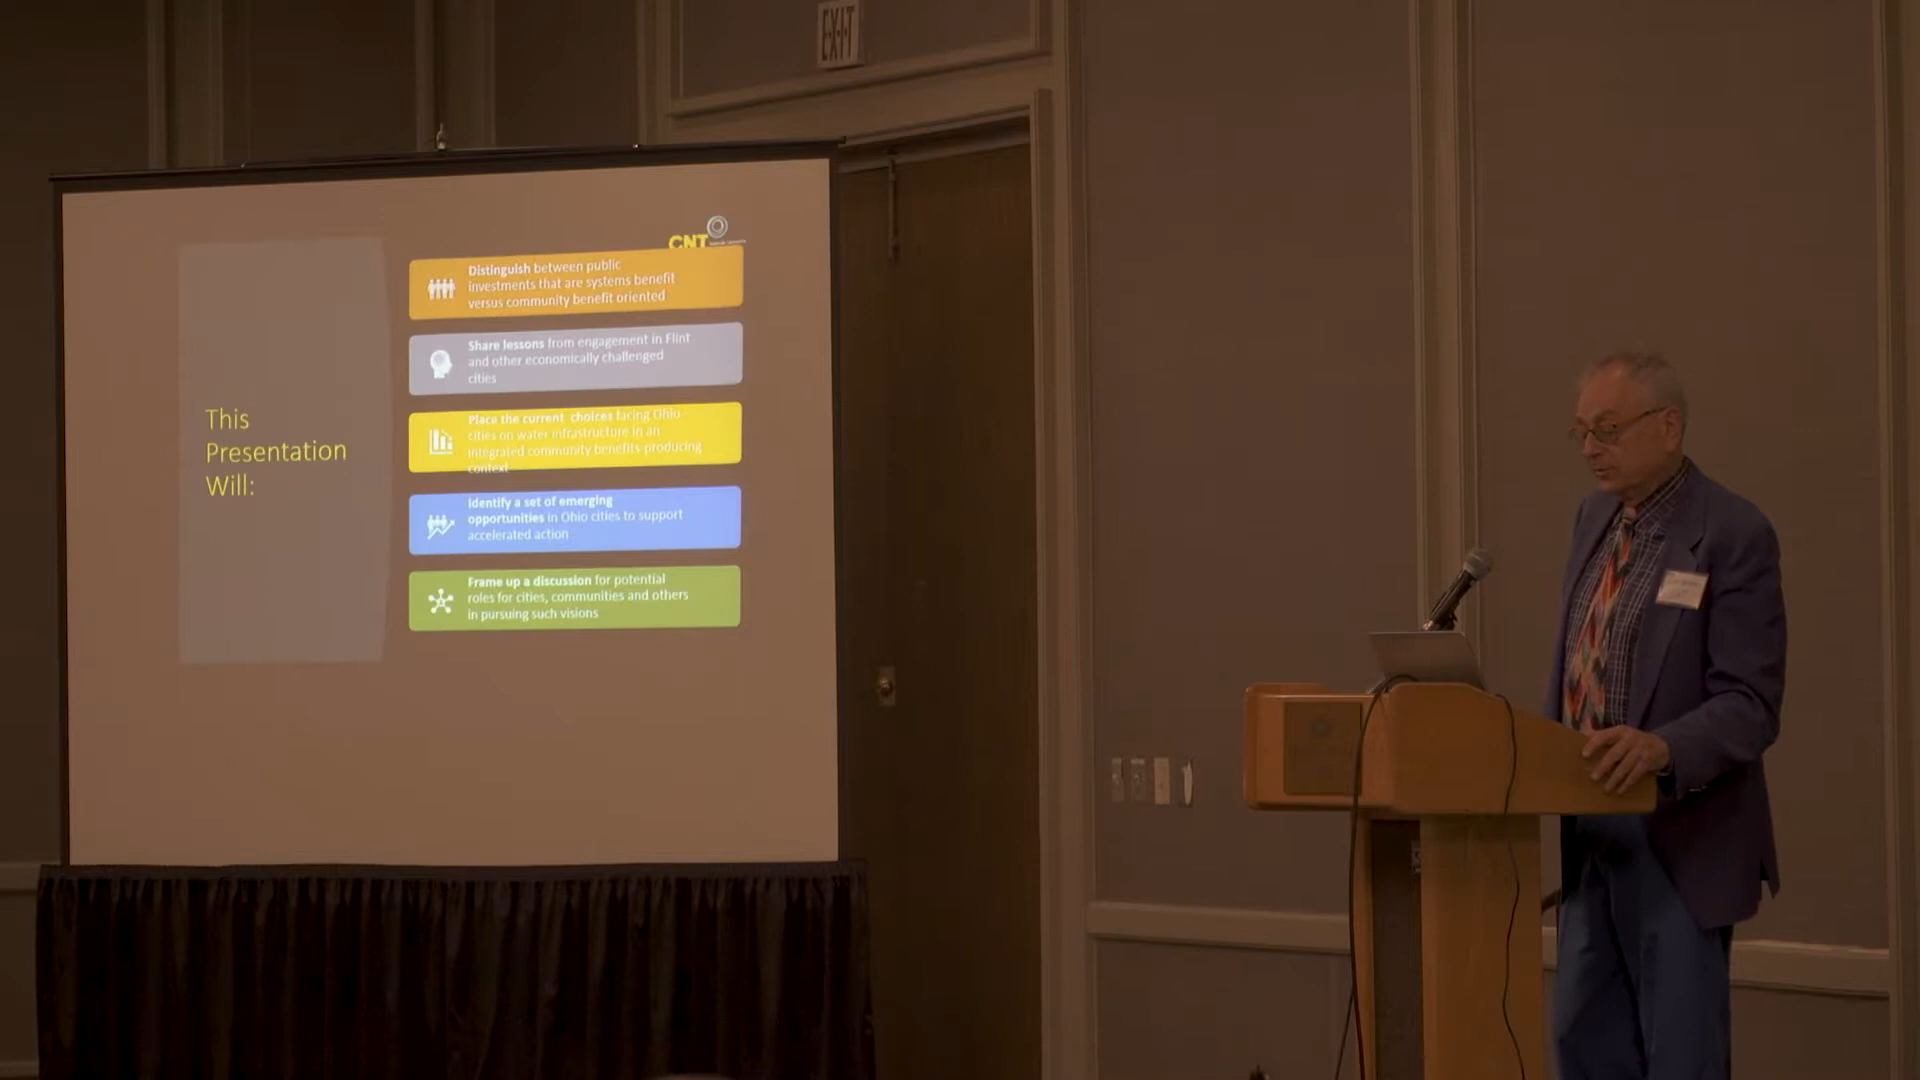 EXIT
CNT
This
Presentation
Will:
Distinguish between public
investments that are systems benefit
versus community benefit oriented
Share lessons from engagement in Flint
and other economically challenged
cities
Place the current choices facing Ohio
cities on water infrastructure in an
integrated community benefits-producing
context
Identify a set of emerging
opportunities in Ohio cities to support
accelerated action
Frame up a discussion for potential
roles for cities, communities and others
in pursuing such visions